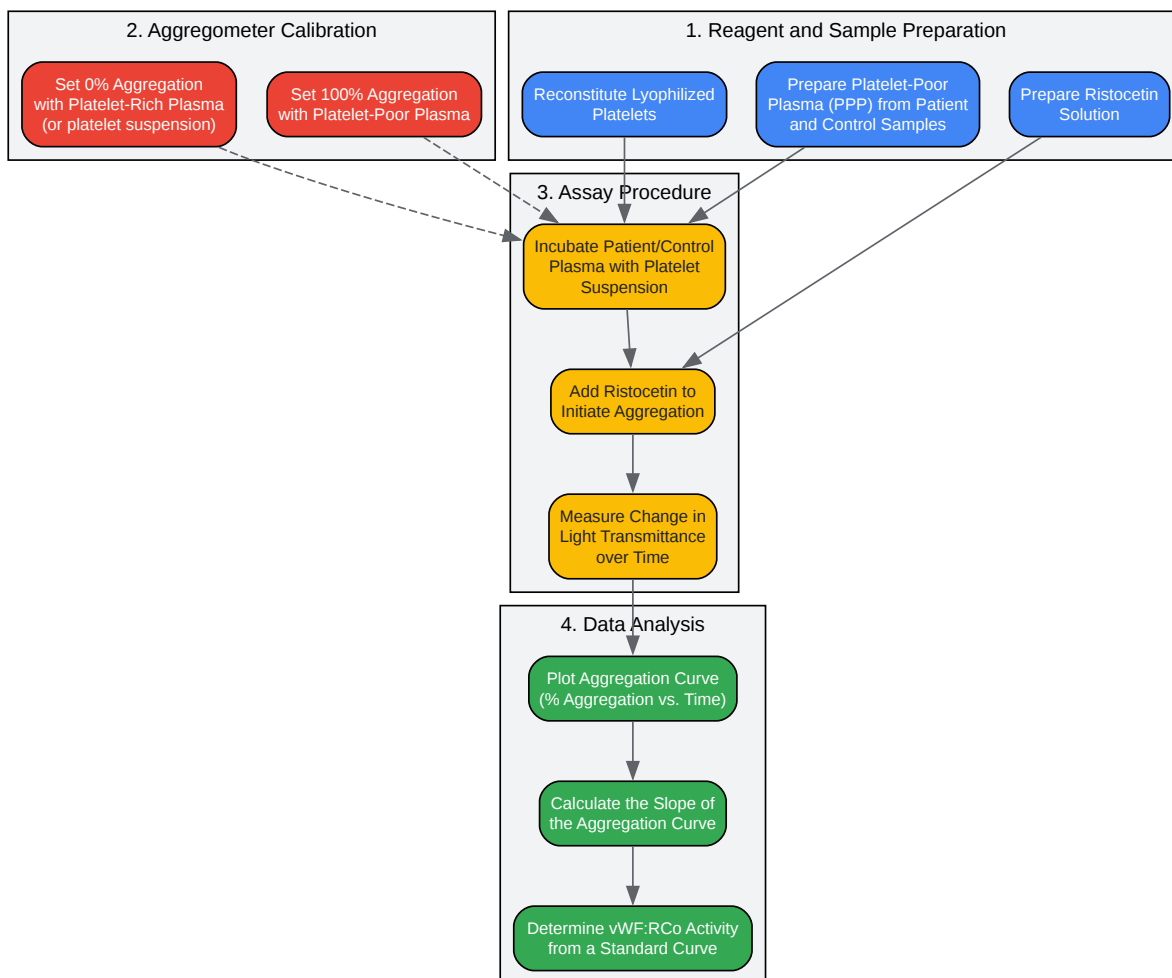 2. Aggregometer Calibration
Set 0% Aggregation
with Platelet-Rich Plasma
(or platelet suspension)
Set 100% Aggregation
with Platelet-Poor Plasma
1. Reagent and Sample Preparation
Reconstitute Lyophilized
Platelets
Prepare Platelet-Poor
Plasma (PPP) from Patient
and Control Samples
Prepare Ristocetin
Solution
3. Assay Procedure
Incubate Patient/Control
Plasma with Platelet
Suspension
Add Ristocetin to
Initiate Aggregation
Measure Change in
Light Transmittance
over Time
4. Data Analysis
Plot Aggregation Curve
(% Aggregation vs. Time)
Calculate the Slope of
the Aggregation Curve
Determine vWF:RCo Activity
from a Standard Curve